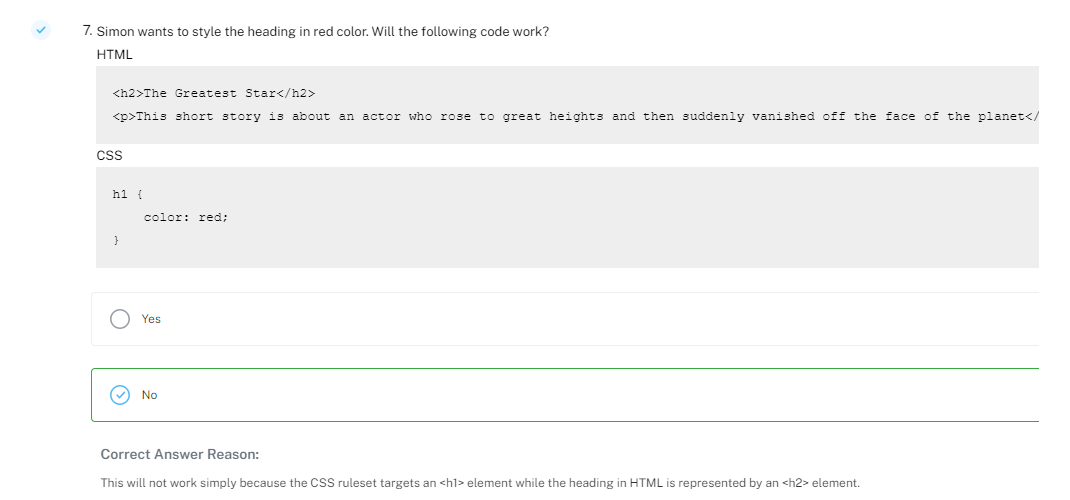 7. Simon wants to style the heading in red color. Will the following code work?
HTML
<h2>The Greatest Star</h2>
<p>This short story is about an actor who rose to great heights and then suddenly vanished off the face of the planet</
CSS
h1 {
    color: red;
}
Yes
No
Correct Answer Reason:
This will not work simply because the CSS ruleset targets an <h1> element while the heading in HTML is represented by an <h2> element.